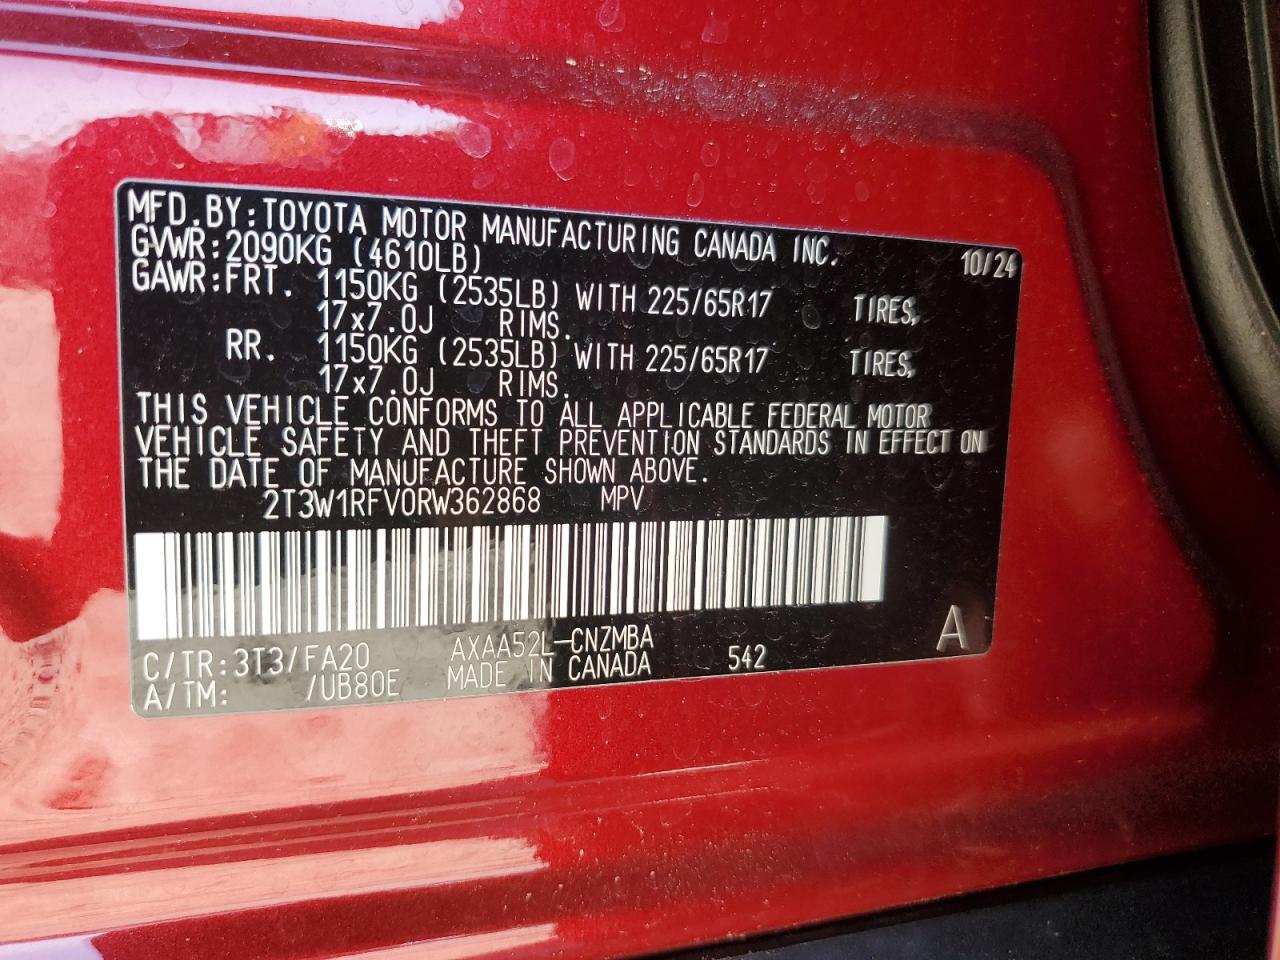 MFD.BY:TOYOTA MOTOR MANUFACTURING CANADA INC.
GVWR:2090KG (4610LB) 10/24
GAWR:FRT. 1150KG (2535LB) WITH 225/65R17 TIRES,
17x7.0J RIMS.
RR. 1150KG (2535LB) WITH 225/65R17 TIRES,
17x7.0J RIMS.
THIS VEHICLE CONFORMS TO ALL APPLICABLE FEDERAL MOTOR
VEHICLE SAFETY AND THEFT PREVENTION STANDARDS IN EFFECT ON
THE DATE OF MANUFACTURE SHOWN ABOVE.
2T3W1RFV0RW362868 MPV
C/TR:3T3/FA20 AXAA52L-CNZMBA 542 A
A/TM: /UB80E MADE IN CANADA